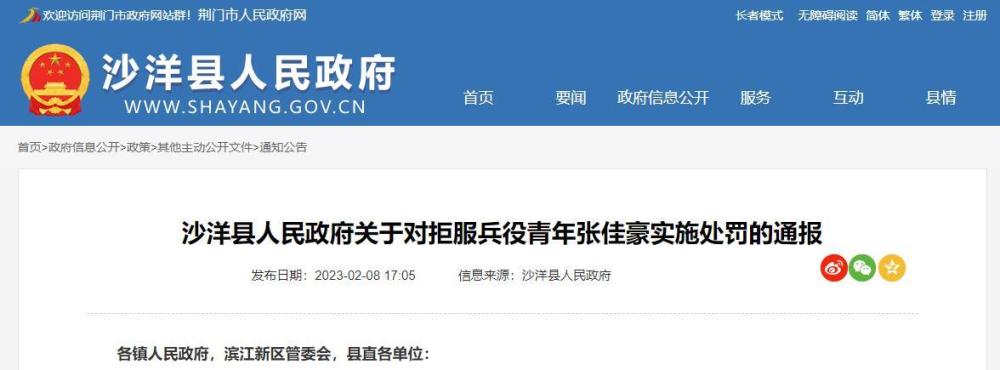 欢迎访问荆门市政府网站群！荆门市人民政府网 长者模式 无障碍阅读 简体 繁体 登录 注册
沙洋县人民政府
WWW.SHAYANG.GOV.CN
首页 要闻 政府信息公开 服务 互动 县情
首页>政府信息公开>政策>其他主动公开文件>通知公告
沙洋县人民政府关于对拒服兵役青年张佳豪实施处罚的通报
发布日期：2023-02-08 17:05 信息来源：沙洋县人民政府
各镇人民政府，滨江新区管委会，县直各单位：